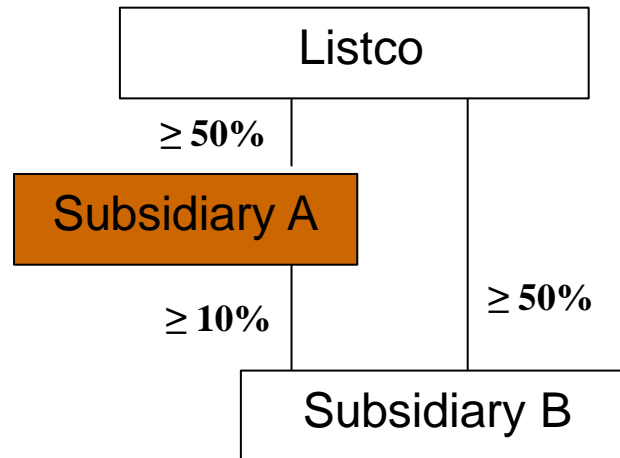 Listco
≥ 50%
Subsidiary A
≥ 10%
≥ 50%
Subsidiary B